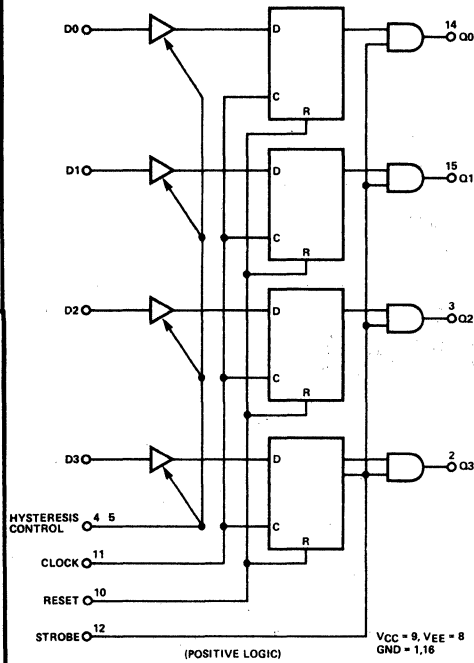 14
D0 D Q0
C
R
15
D1 D Q1
C
R
3
D2 D Q2
C
R
2
D3 D Q3
HYSTERESIS 4 5
CONTROL
C
R
11
CLOCK
10
RESET
12
STROBE
VCC = 9, VEE = 8
GND = 1,16
(POSITIVE LOGIC)